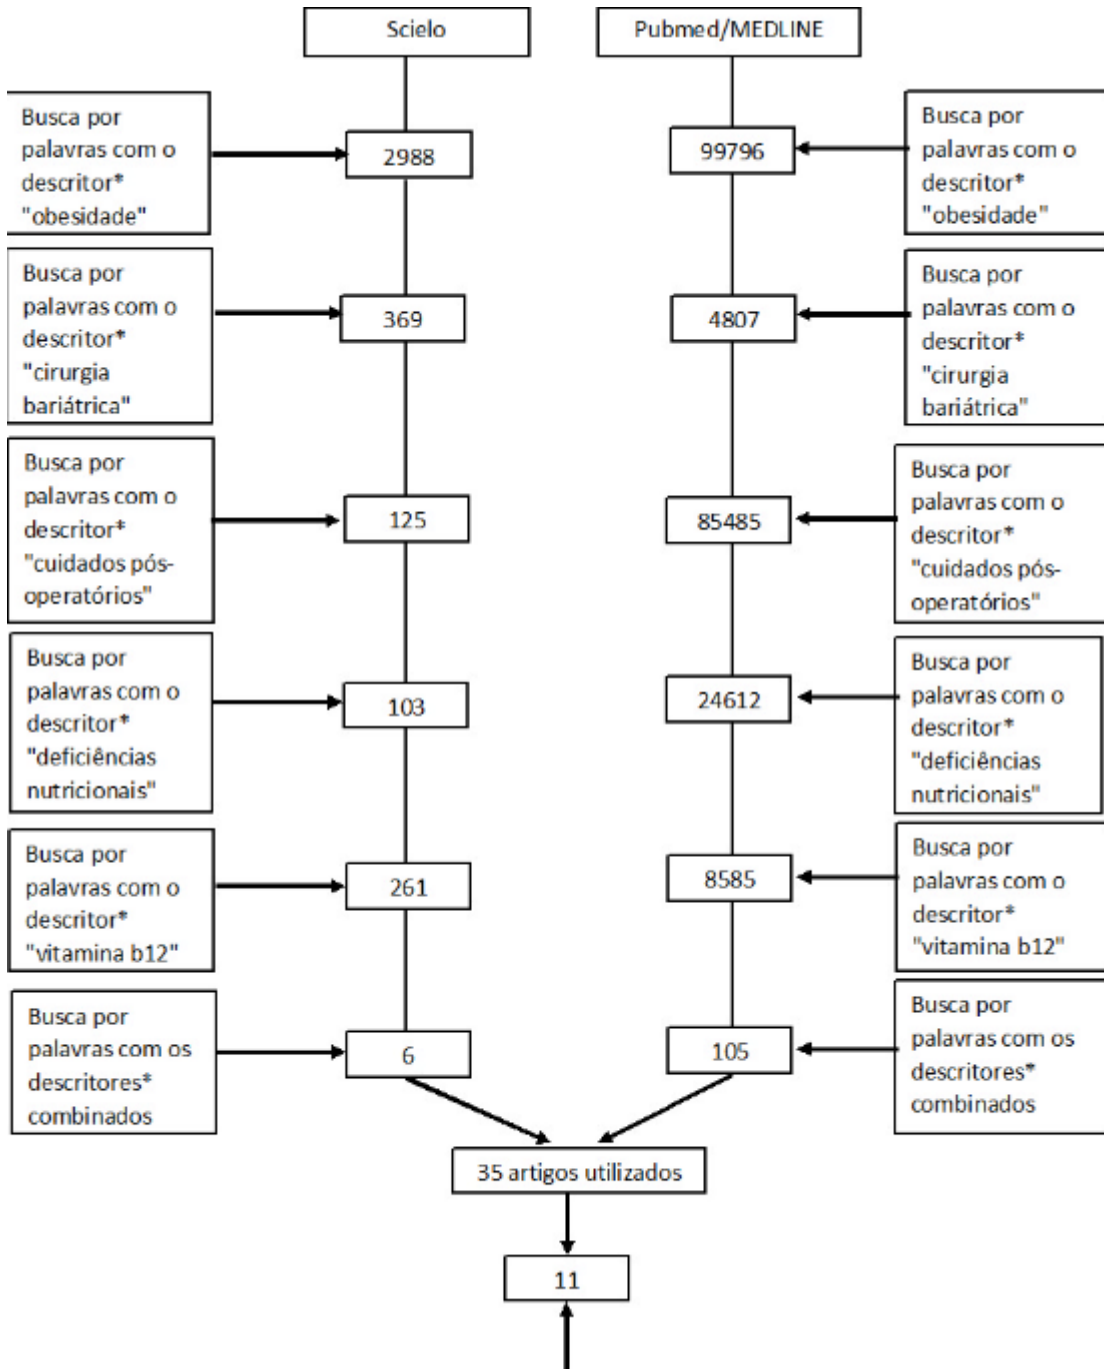 Scielo
Pubmed/MEDLINE
Busca por
palavras com o
descritor*
"obesidade"
2988
99796
Busca por
palavras com o
descritor*
"obesidade"
Busca por
palavras com o
descritor*
"cirurgia
bariátrica"
369
4807
Busca por
palavras com o
descritor*
"cirurgia
bariátrica"
Busca por
palavras com o
descritor*
"cuidados pós-
operatórios"
125
85485
Busca por
palavras com o
descritor*
"cuidados pós-
operatórios"
Busca por
palavras com o
descritor*
"deficiências
nutricionais"
103
24612
Busca por
palavras com o
descritor*
"deficiências
nutricionais"
Busca por
palavras com o
descritor*
"vitamina b12"
261
8585
Busca por
palavras com o
descritor*
"vitamina b12"
Busca por
palavras com os
descritores*
combinados
6
105
Busca por
palavras com os
descritores*
combinados
35 artigos utilizados
11